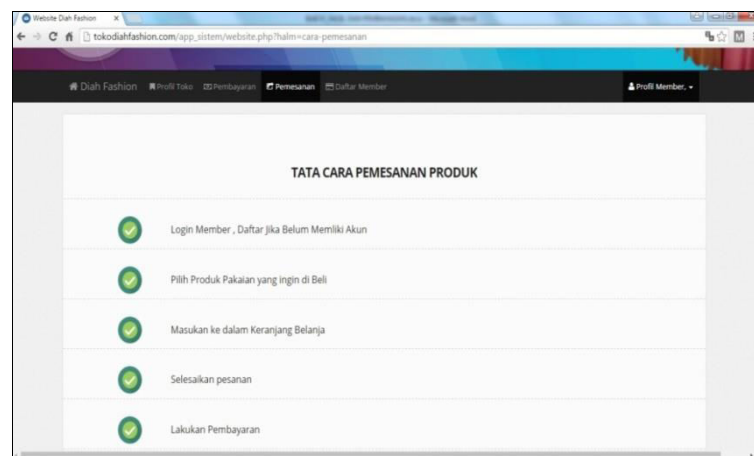 Website Diah Fashion
tokodiahfashion.com/app_sistem/website.php?halm=cara-pemesanan
Diah Fashion Profil Toko Pembayaran Pemesanan Daftar Member Profil Member,
TATA CARA PEMESANAN PRODUK
Login Member , Daftar Jika Belum Memliki Akun
Pilih Produk Pakaian yang ingin di Beli
Masukan ke dalam Keranjang Belanja
Selesaikan pesanan
Lakukan Pembayaran